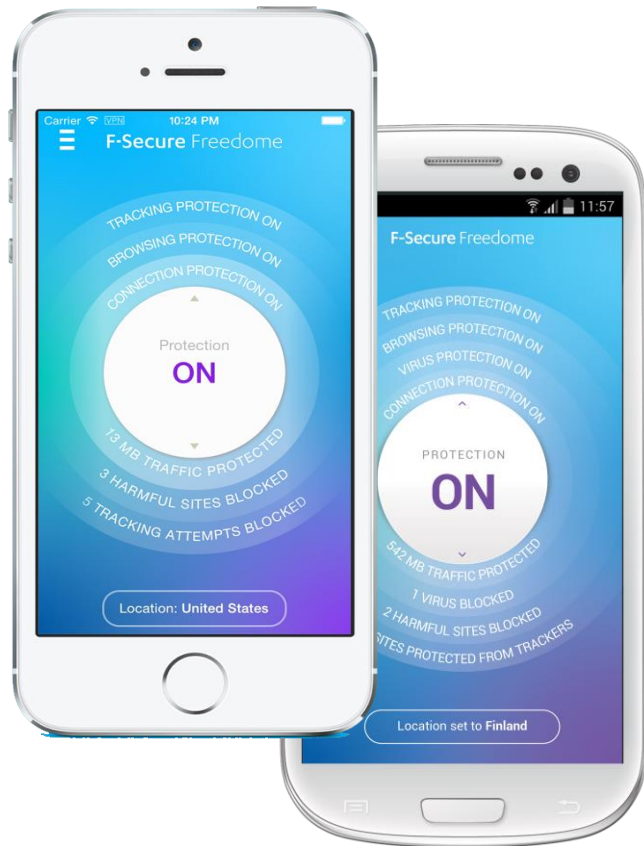 Carrier VPN 10:24 PM
F-Secure Freedome
TRACKING PROTECTION ON
BROWSING PROTECTION ON
CONNECTION PROTECTION ON
Protection
ON
13 MB TRAFFIC PROTECTED
3 HARMFUL SITES BLOCKED
5 TRACKING ATTEMPTS BLOCKED
Location: United States
11:57
F-Secure Freedome
TRACKING PROTECTION ON
BROWSING PROTECTION ON
VIRUS PROTECTION ON
CONNECTION PROTECTION ON
PROTECTION
ON
542 MB TRAFFIC PROTECTED
1 VIRUS BLOCKED
2 HARMFUL SITES BLOCKED
SITES PROTECTED FROM TRACKERS
Location set to Finland